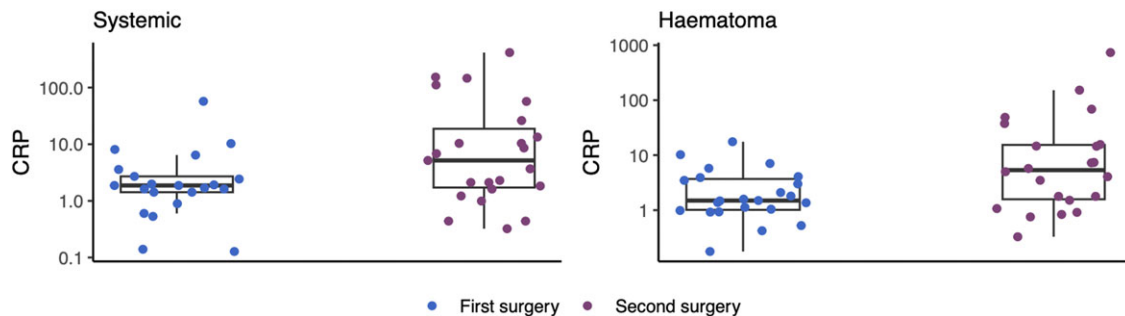 Systemic
CRP
100.0
10.0
1.0
0.1
Haematoma
CRP
1000
100
10
1
First surgery
Second surgery